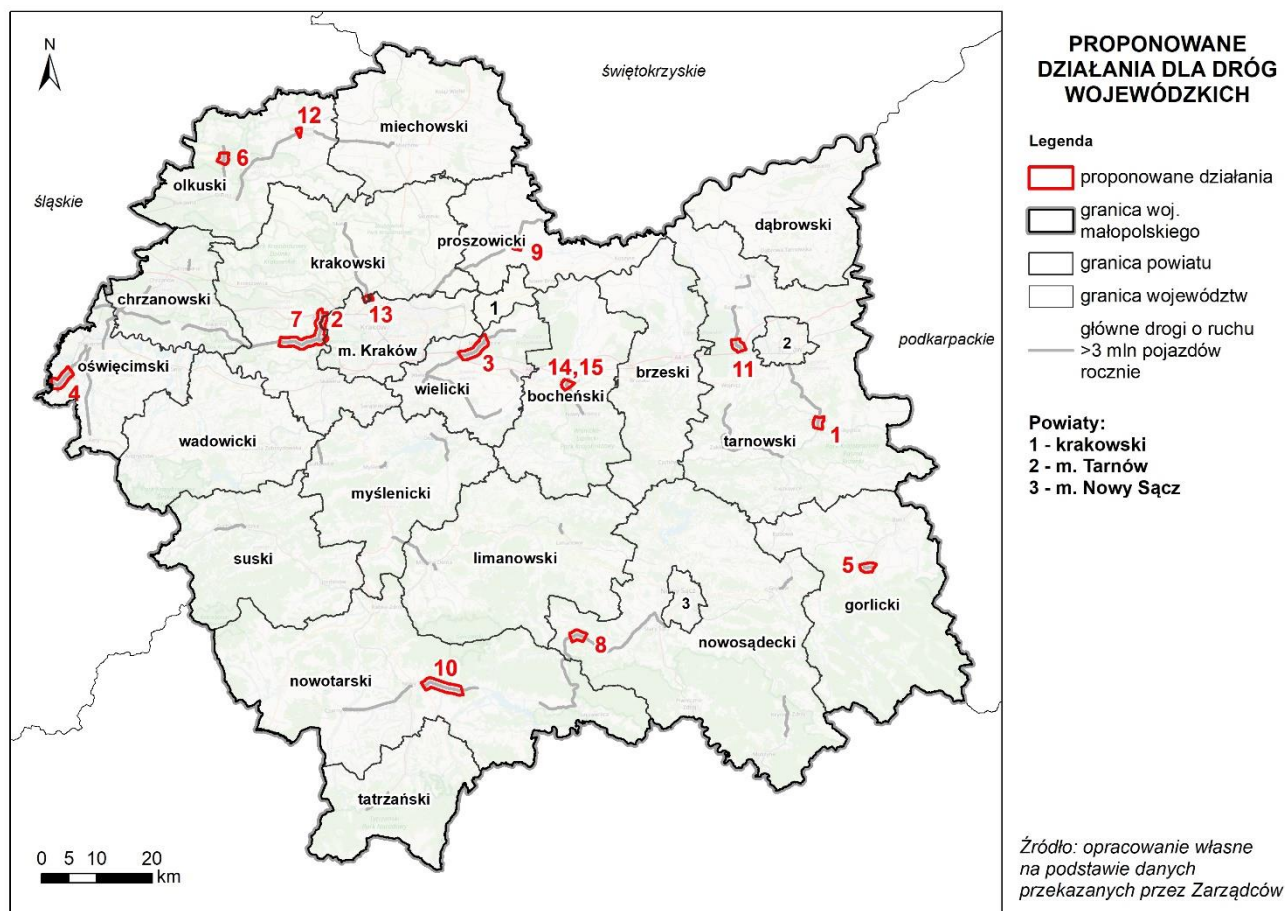 N
świętokrzyskie
12
miechowski
6
olkuski
śląskie
dąbrowski
proszowicki
9
krakowski
chrzanowski
1
13
7
2
m. Kraków
3
podkarpackie
2
11
oświęcimski
4
wielicki
14,15
bocheński
brzeski
wadowicki
tarnowski
1
myślenicki
suski
limanowski
5
gorlicki
3
nowosądecki
8
10
nowotarski
tatrzański
0 5 10 20
km
PROPONOWANE
DZIAŁANIA DLA DRÓG
WOJEWÓDZKICH
Legenda
proponowane działania
granica woj.
małopolskiego
granica powiatu
granica województw
główne drogi o ruchu
>3 mln pojazdów
rocznie
Powiaty:
1 - krakowski
2 - m. Tarnów
3 - m. Nowy Sącz
Źródło: opracowanie własne
na podstawie danych
przekazanych przez Zarządców